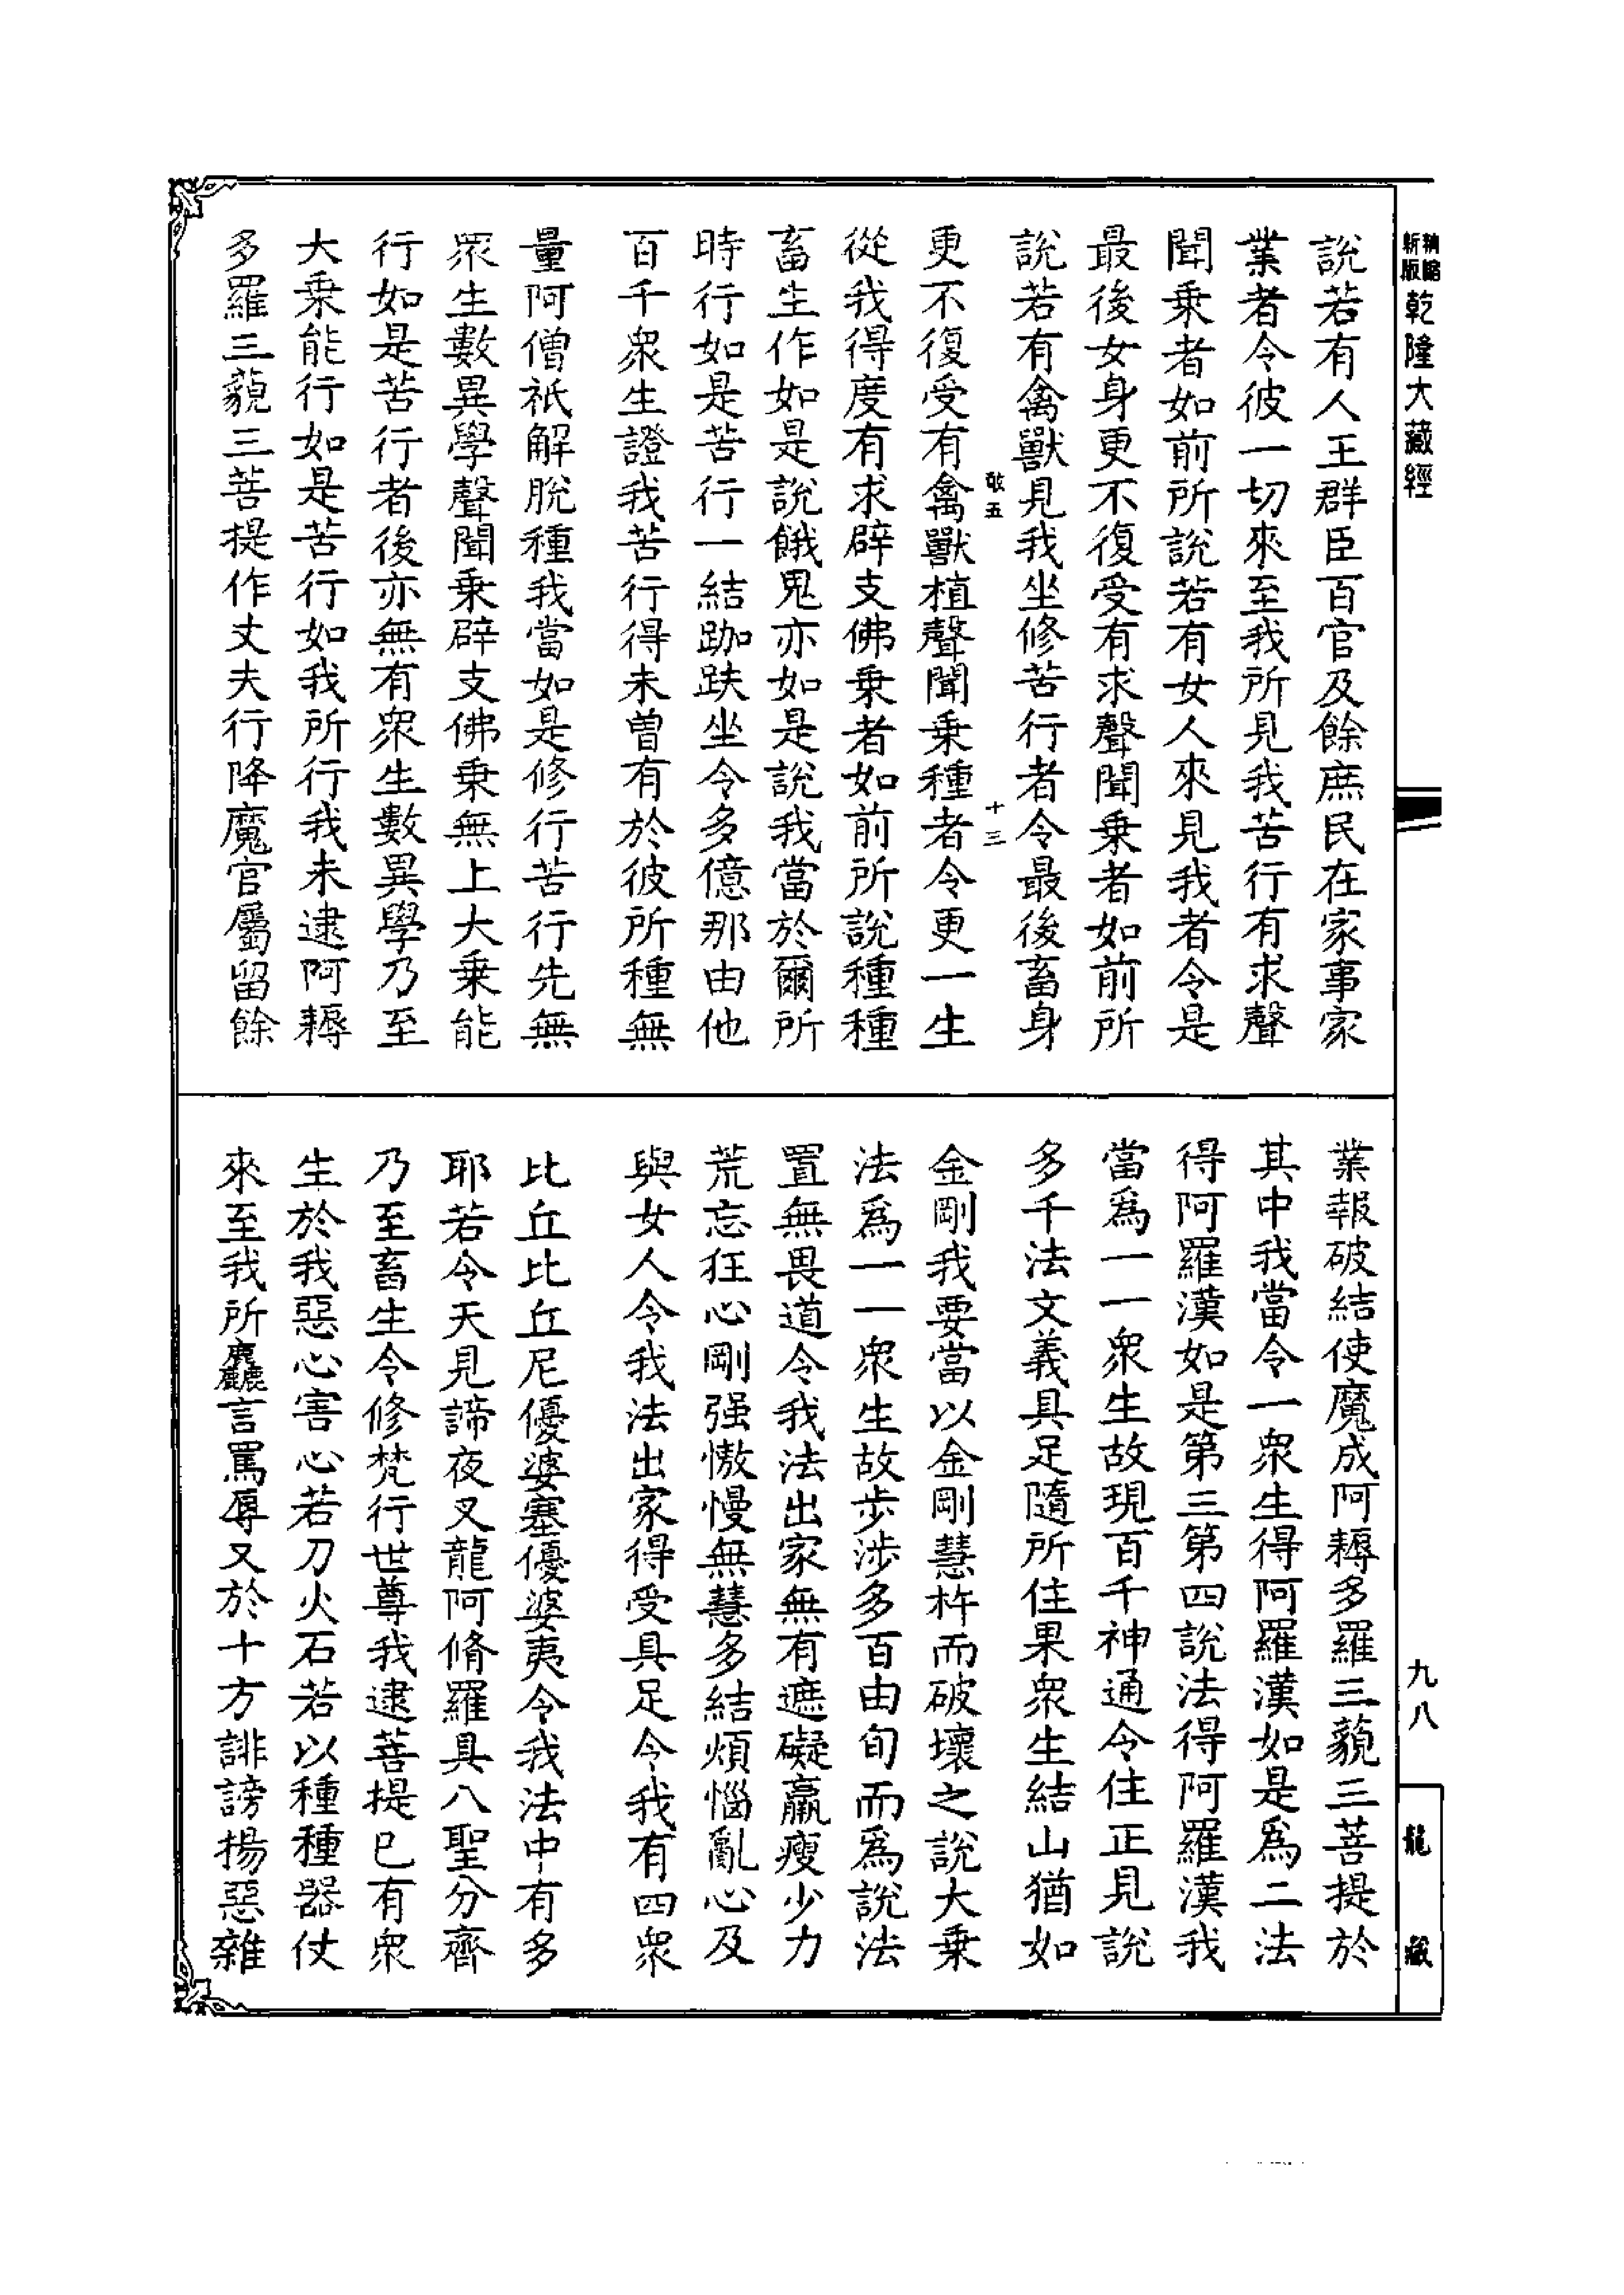 精縮
新版
乾隆大藏經
說若有人王群臣百官及餘庶民在家事家
業者令彼一切來至我所見我苦行有求聲
聞乘者如前所說若有女人來見我者令是
最後女身更不復受有求聲聞乘者如前所
說若有禽獸見我坐修苦行者令最後畜身
敬五
十三
更不復受有禽獸植聲聞乘種者令更一生
從我得度有求辟支佛乘者如前所說種種
畜生作如是說餓鬼亦如是說我當於爾所
時行如是苦行一結跏趺坐令多億那由他
百千衆生證我苦行得未曾有於彼所種無
量阿僧祇解脫種我當如是修行苦行先無
眾生數異學聲聞乘辟支佛乘無上大乘能
行如是苦行者後亦無有衆生數異學乃至
大乘能行如是苦行如我所行我未逮阿耨
多羅三藐三菩提作丈夫行降魔官屬留餘
業報破結使魔成阿耨多羅三藐三菩提於
其中我當令一衆生得阿羅漢如是爲二法
得阿羅漢如是第三第四說法得阿羅漢我
當爲一一衆生故現百千神通令住正見說
多千法文義具足隨所住果衆生結山猶如
金剛我要當以金剛慧杵而破壞之說大乘
法爲一一衆生故步涉多百由旬而爲說法
置無畏道令我法出家無有遮礙羸瘦少力
荒忘狂心剛强憿慢無慧多結煩惱亂心及
與女人令我法出家得受具足令我有四衆
比丘比丘尼優婆塞優婆夷令我法中有多
耶若令天見諦夜叉龍阿脩羅具八聖分齊
乃至畜生令修梵行世尊我逮菩提已有衆
生於我惡心害心若刀火石若以種種器仗
來至我所麤言罵辱又於十方誹謗揚惡雜
九八
龍藏